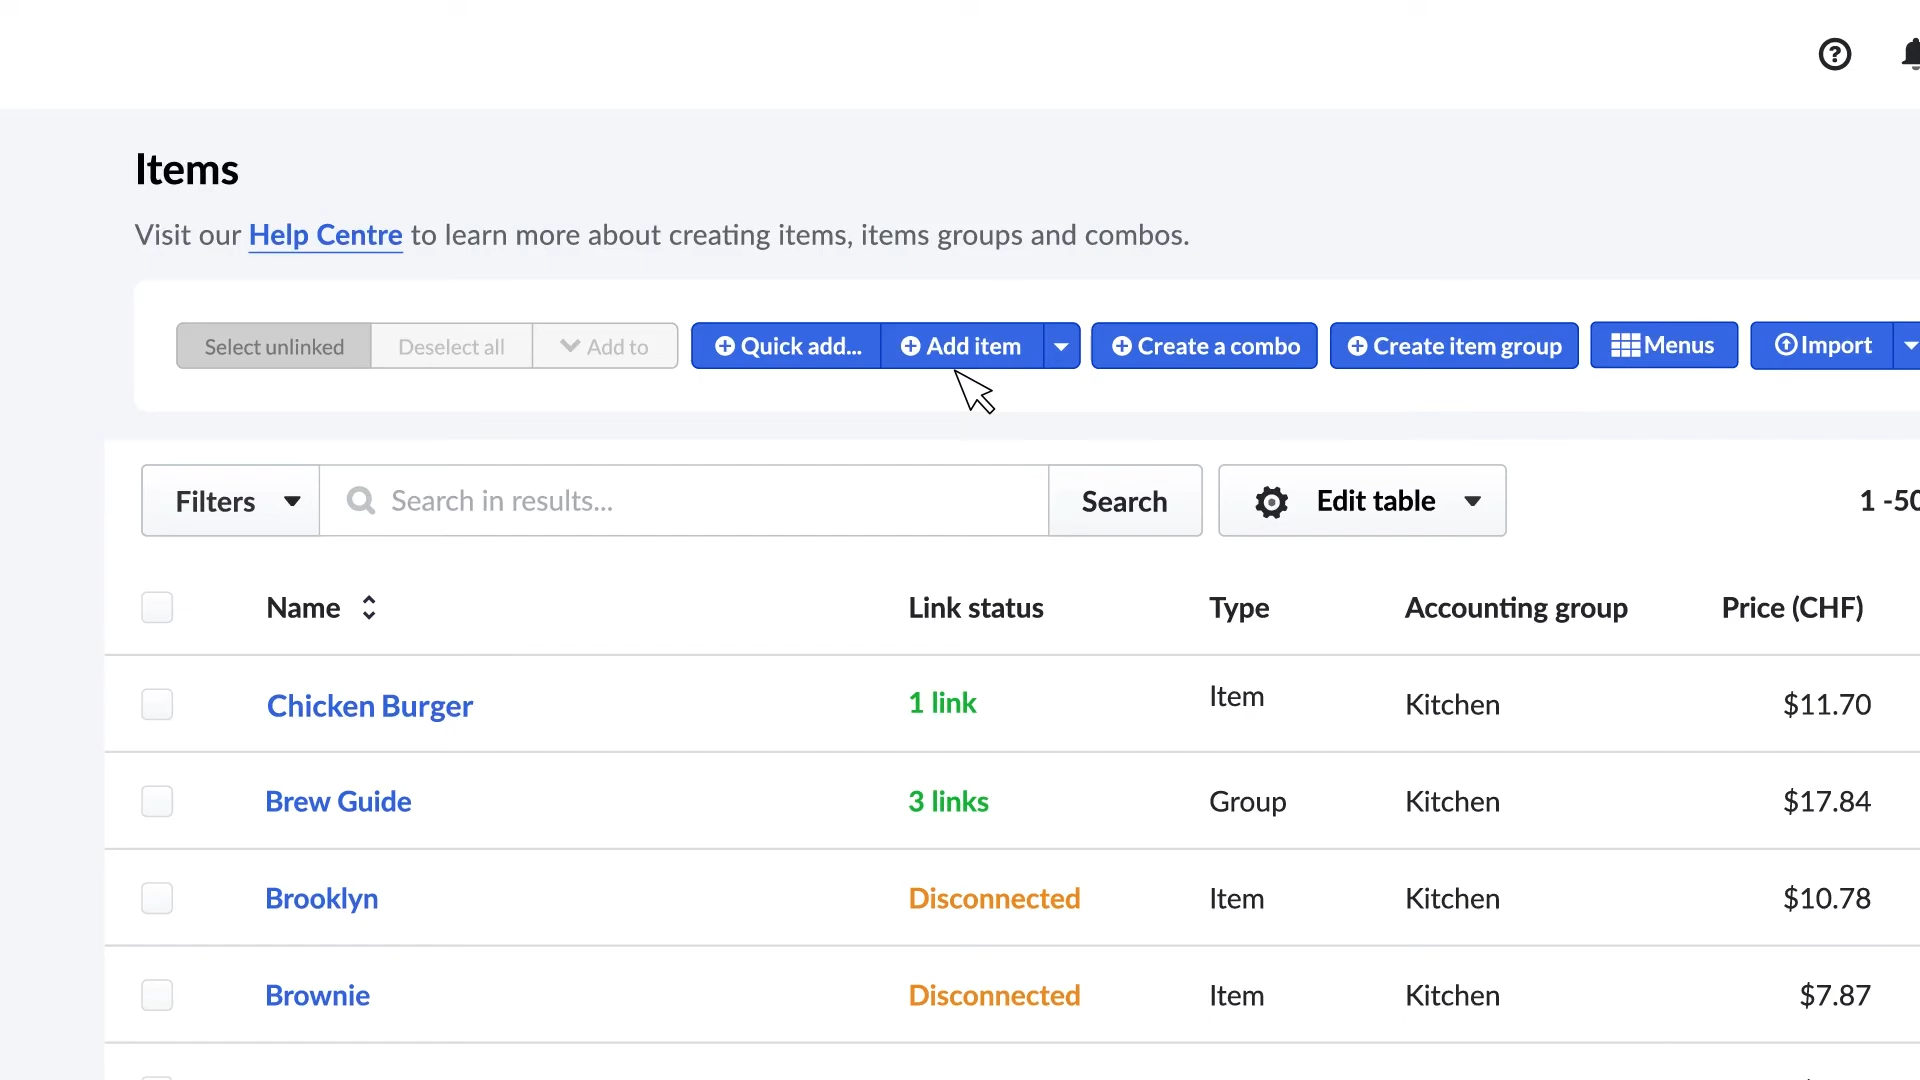 Items
Visit our Help Centre to learn more about creating items, items groups and combos.
Select unlinked Deselect all Add to Quick add... Add item Create a combo Create item group Menus Import
Filters Search in results... Search Edit table 1 -50
Name Link status Type Accounting group Price (CHF)
Chicken Burger 1 link Item Kitchen $11.70
Brew Guide 3 links Group Kitchen $17.84
Brooklyn Disconnected Item Kitchen $10.78
Brownie Disconnected Item Kitchen $7.87